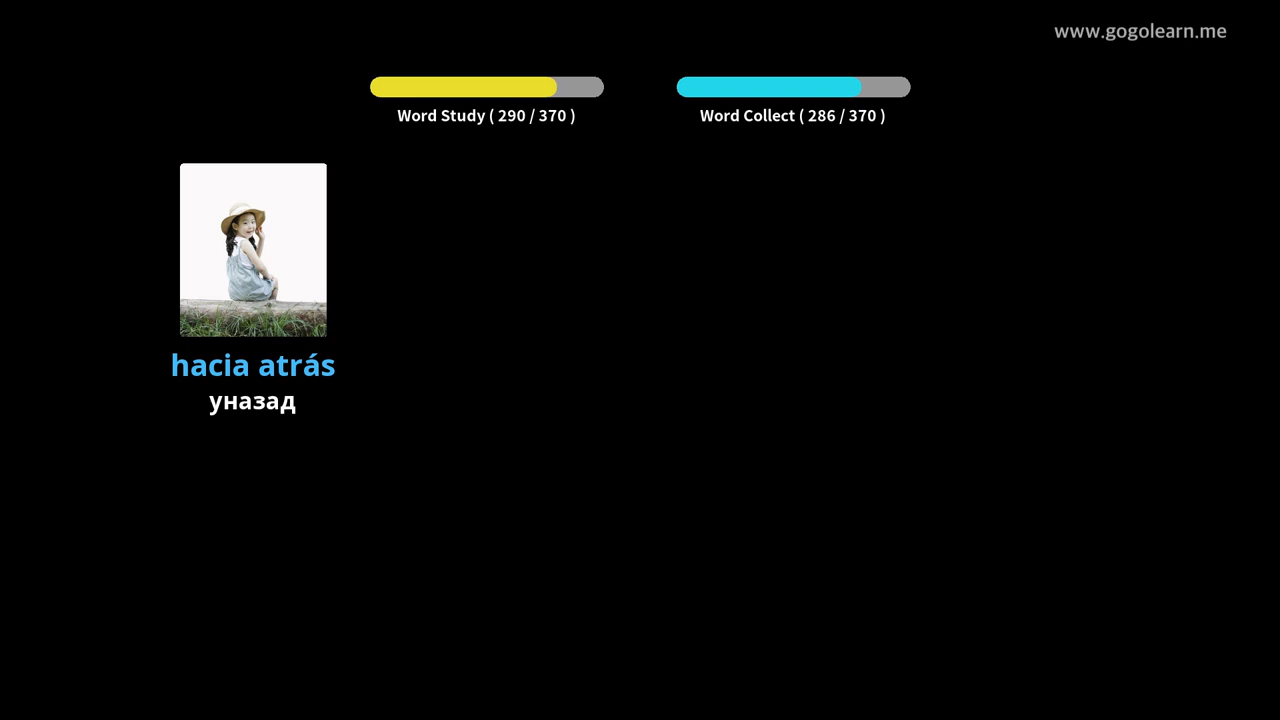 www.gogolearn.me
Word Study ( 290 / 370 )
Word Collect ( 286 / 370 )
hacia atrás
уназад